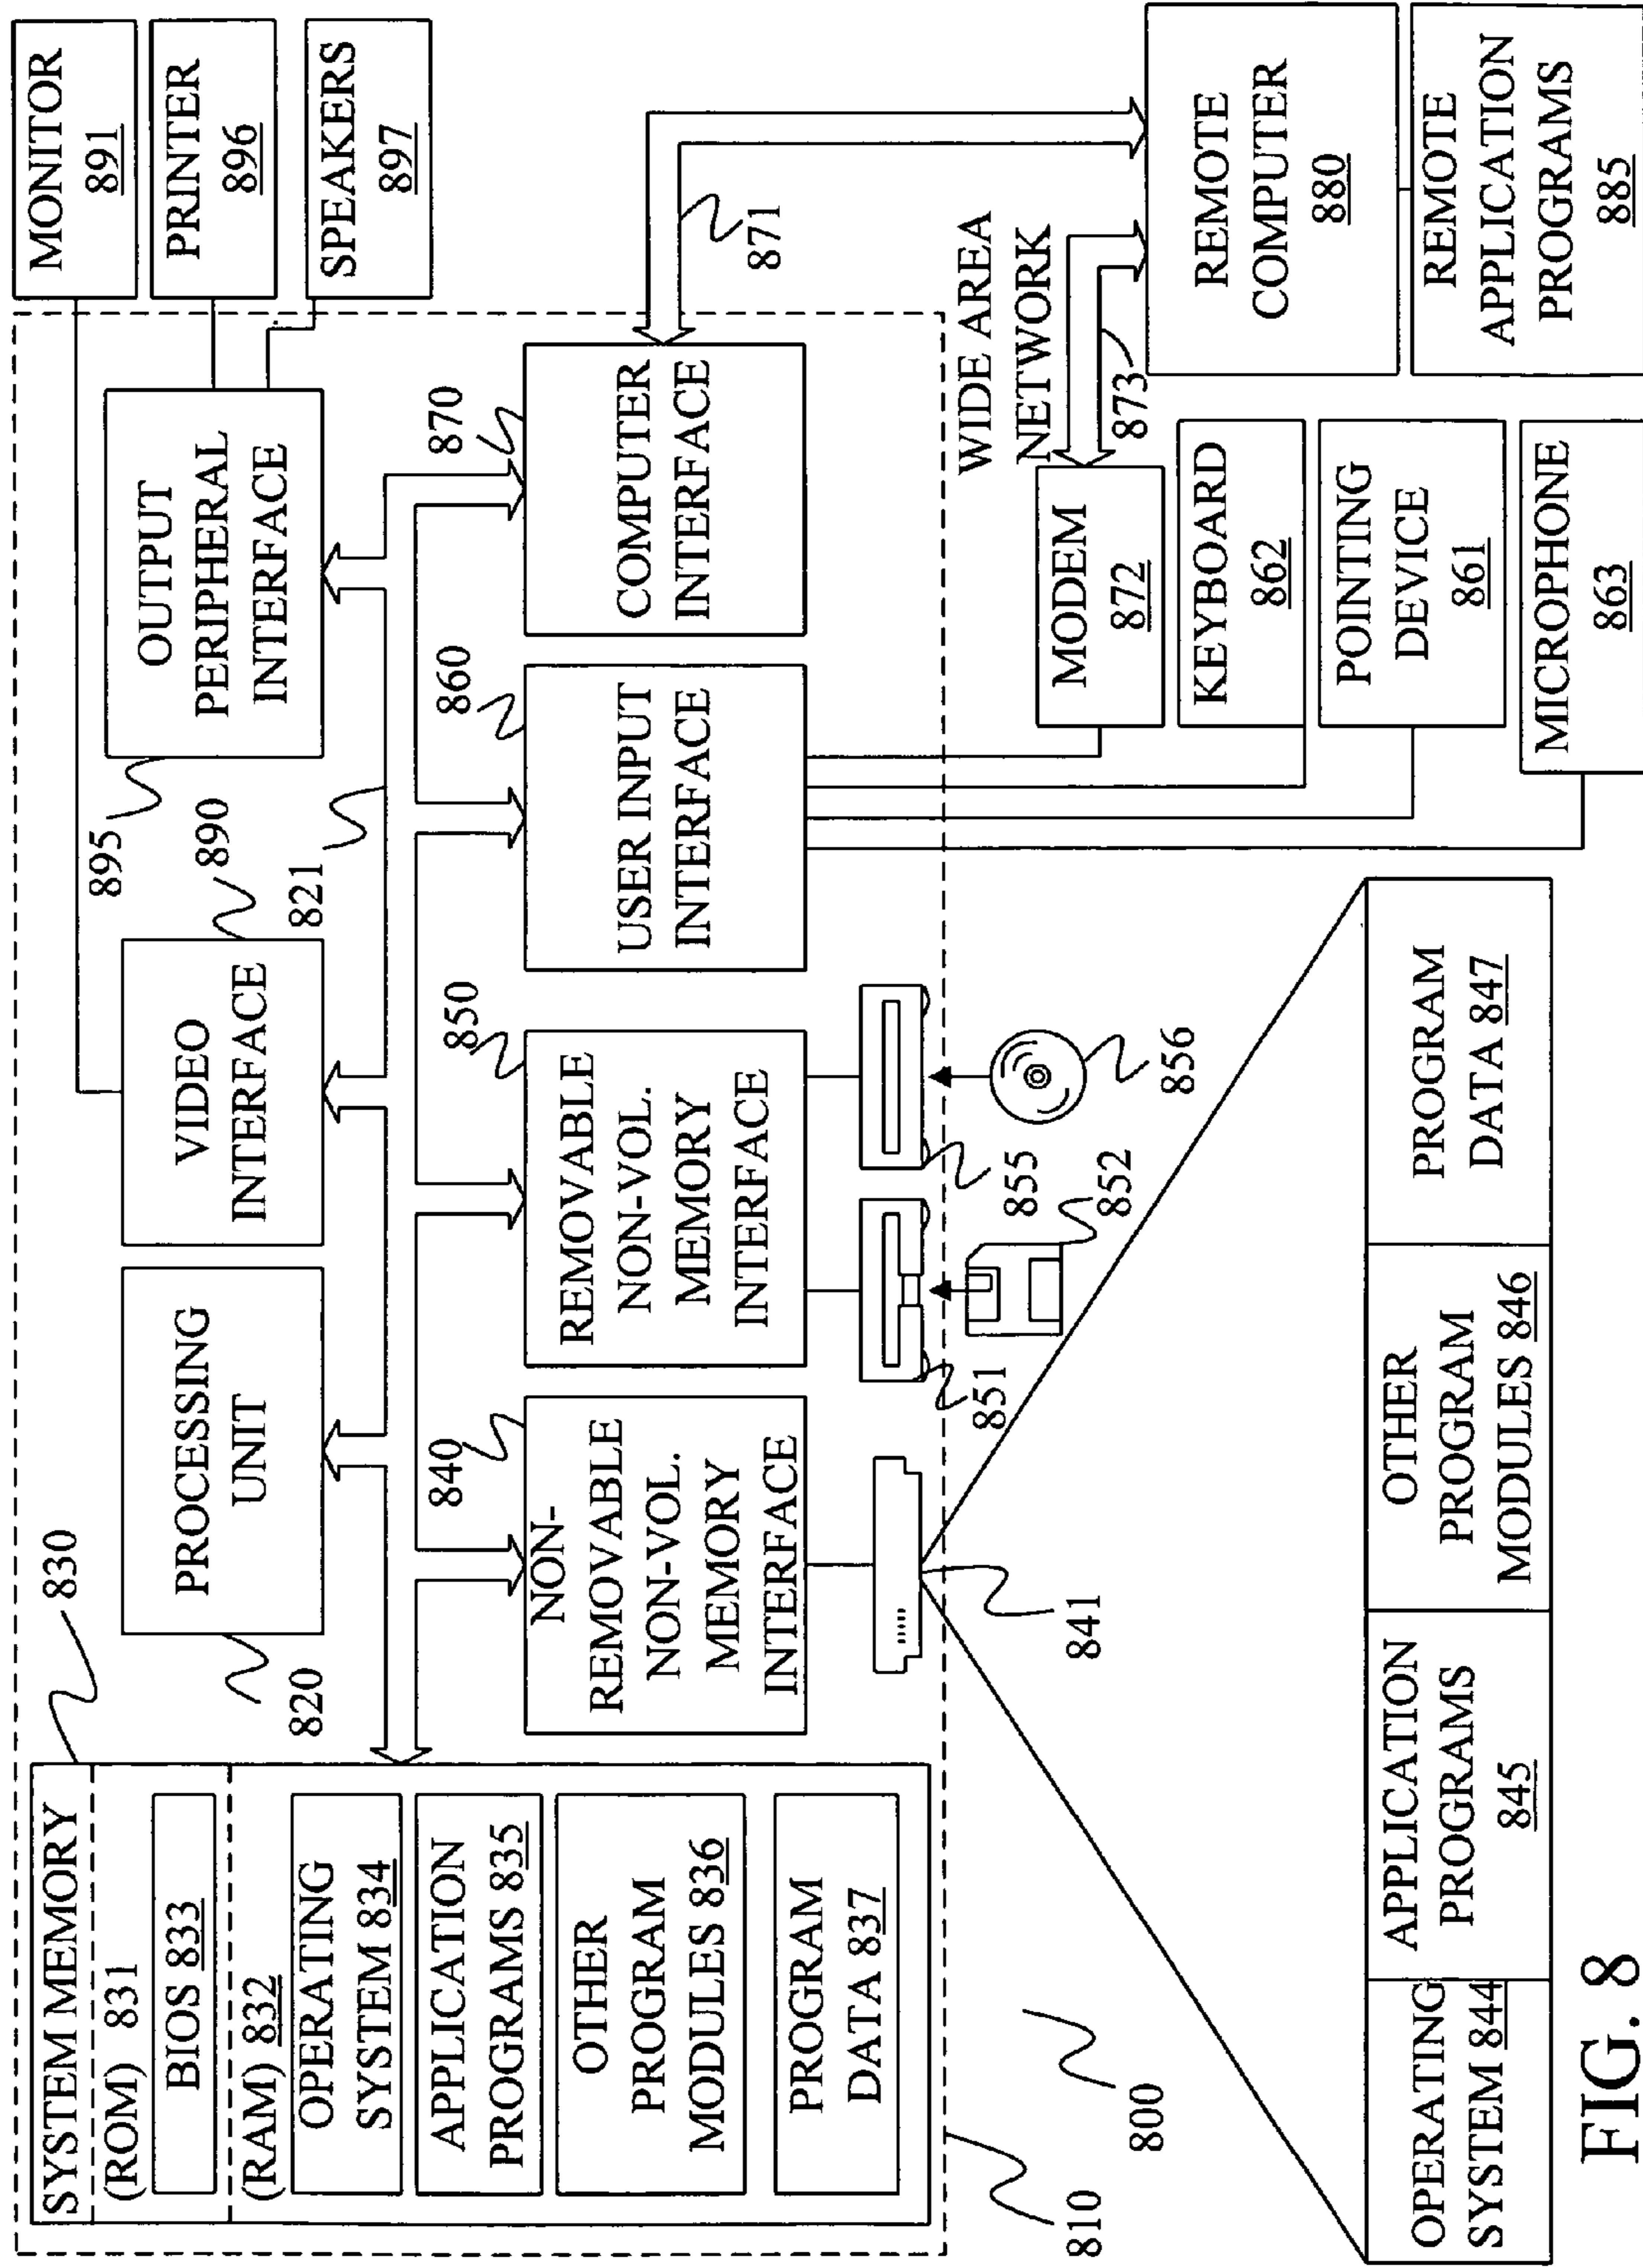 SYSTEM MEMORY
(ROM) 831
BIOS 833
(RAM) 832
OPERATING
SYSTEM 834
APPLICATION
PROGRAMS 835
OTHER
PROGRAM
MODULES 836
PROGRAM
DATA 837
830
820
PROCESSING
UNIT
VIDEO
INTERFACE
890
895
821
OUTPUT
PERIPHERAL
INTERFACE
MONITOR
891
PRINTER
896
SPEAKERS
897
840
NON-
REMOVABLE
NON-VOL.
MEMORY
INTERFACE
850
REMOVABLE
NON-VOL.
MEMORY
INTERFACE
860
USER INPUT
INTERFACE
870
COMPUTER
INTERFACE
871
810
800
841
851
852
855
856
WIDE AREA
NETWORK
873
MODEM
872
KEYBOARD
862
POINTING
DEVICE
861
MICROPHONE
863
REMOTE
COMPUTER
880
REMOTE
APPLICATION
PROGRAMS
885
OPERATING
SYSTEM 844
APPLICATION
PROGRAMS
845
OTHER
PROGRAM
MODULES 846
PROGRAM
DATA 847
FIG. 8